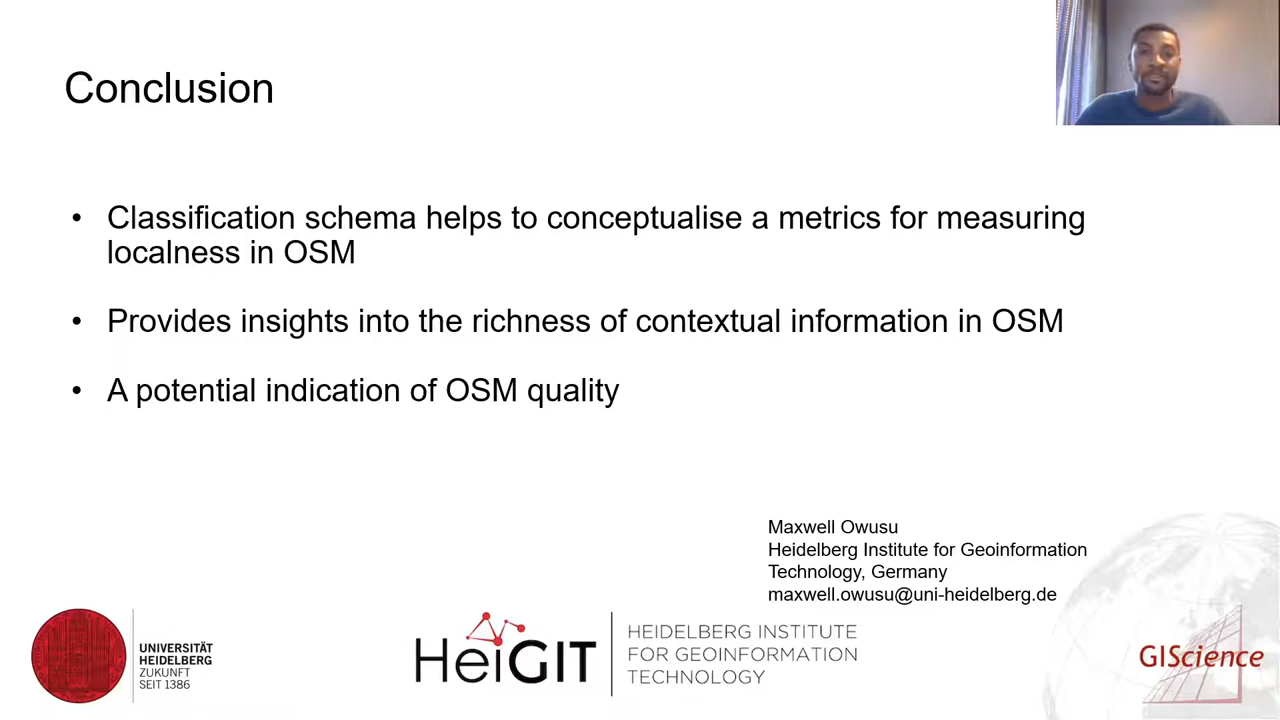 Conclusion
• Classification schema helps to conceptualise a metrics for measuring
localness in OSM
• Provides insights into the richness of contextual information in OSM
• A potential indication of OSM quality
Maxwell Owusu
Heidelberg Institute for Geoinformation
Technology, Germany
maxwell.owusu@uni-heidelberg.de
UNIVERSITÄT
HEIDELBERG
ZUKUNFT
SEIT 1386
HeiGIT
HEIDELBERG INSTITUTE
FOR GEOINFORMATION
TECHNOLOGY
GIScience